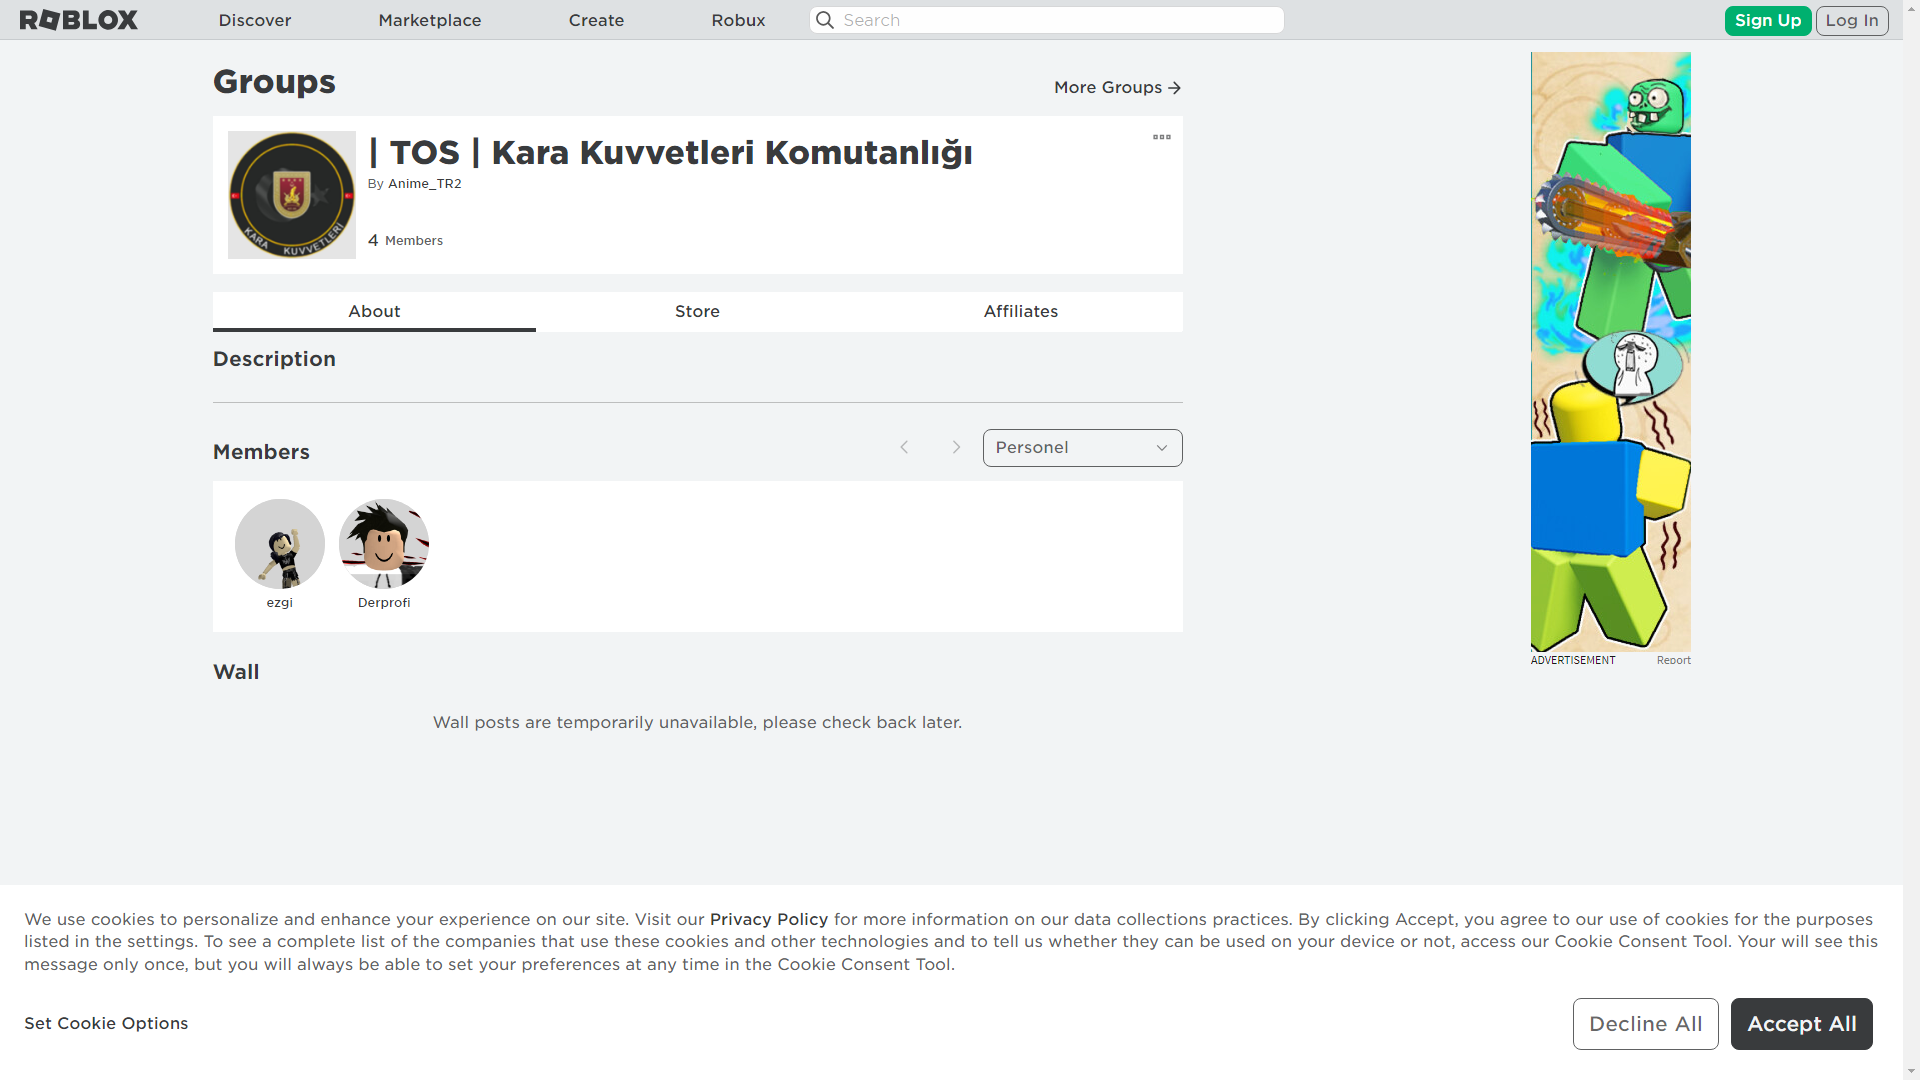 ROBLOX Discover Marketplace Create Robux Search Sign Up Log In
Groups
More Groups
| TOS | Kara Kuvvetleri Komutanlığı
By Anime_TR2
4 Members
KARA KUVVETLERİ
About Store Affiliates
Description
Members
Personel
ezgi Derprofi
Wall
Wall posts are temporarily unavailable, please check back later.
ADVERTISEMENT Report
We use cookies to personalize and enhance your experience on our site. Visit our Privacy Policy for more information on our data collections practices. By clicking Accept, you agree to our use of cookies for the purposes
listed in the settings. To see a complete list of the companies that use these cookies and other technologies and to tell us whether they can be used on your device or not, access our Cookie Consent Tool. Your will see this
message only once, but you will always be able to set your preferences at any time in the Cookie Consent Tool.
Set Cookie Options
Decline All
Accept All